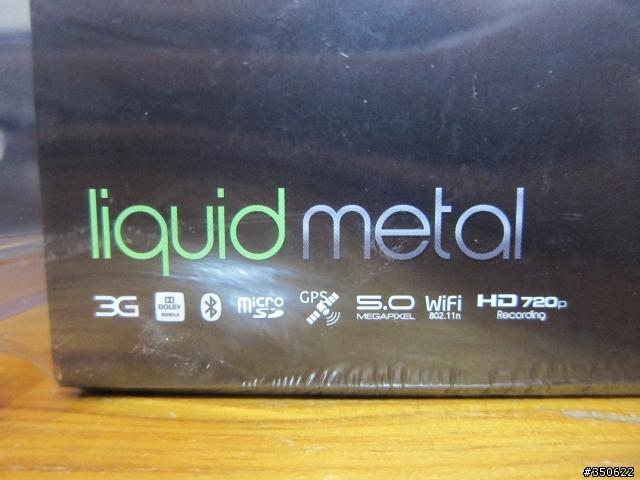 liquid metal
3G DOLBY MOBILE micro SD GPS 5.0 MEGAPIXEL WiFi 802.11n HD 720p Recording
#350622